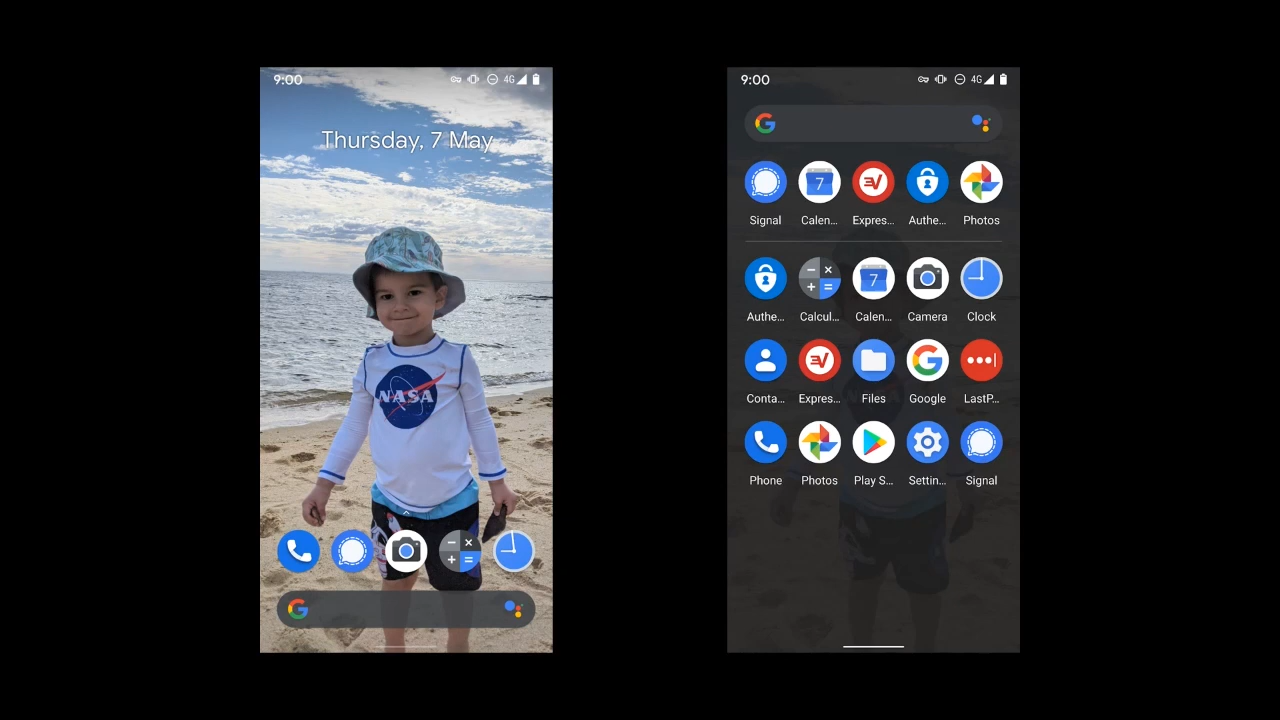 9:00
4G
Thursday, 7 May
NASA
9:00
4G
Signal Calen... Expres... Authe... Photos
7
Authe... Calcul... Calen... Camera Clock
7
Conta... Expres... Files Google LastP...
Phone Photos Play S... Settin... Signal